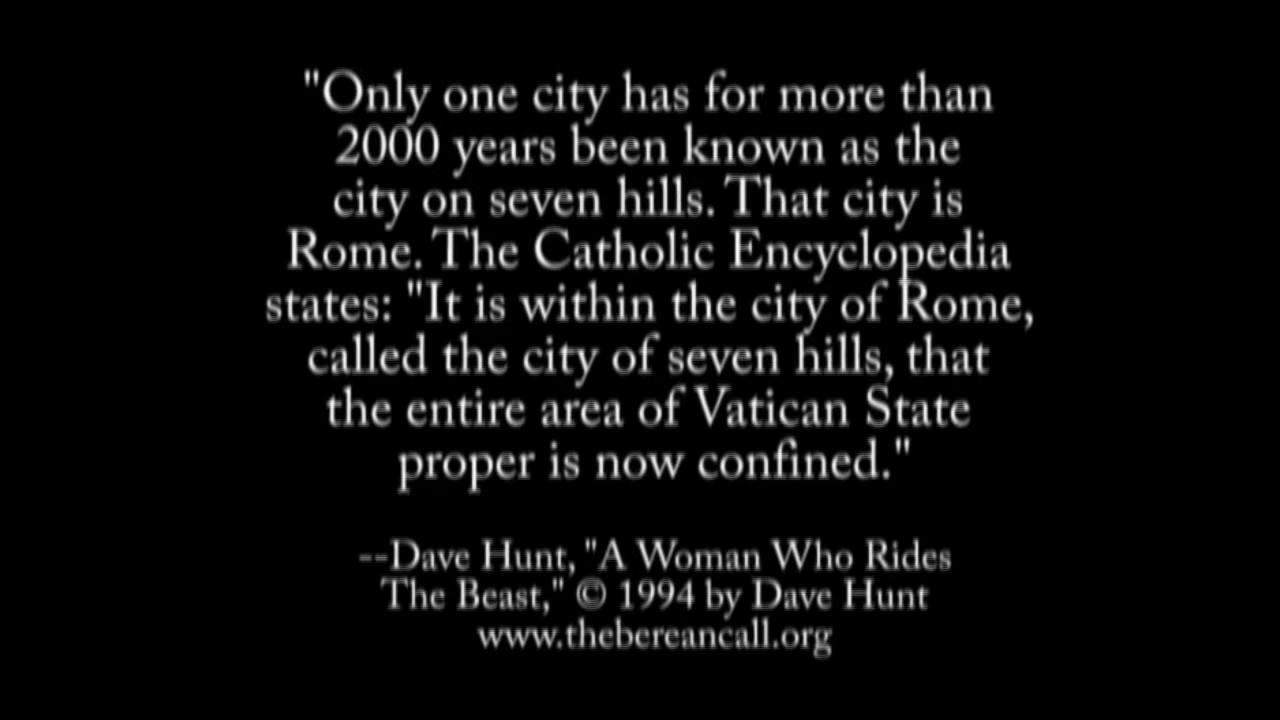 "Only one city has for more than
2000 years been known as the
city on seven hills. That city is
Rome. The Catholic Encyclopedia
states: "It is within the city of Rome,
called the city of seven hills, that
the entire area of Vatican State
proper is now confined."
--Dave Hunt, "A Woman Who Rides
The Beast," © 1994 by Dave Hunt
www.thebereancall.org